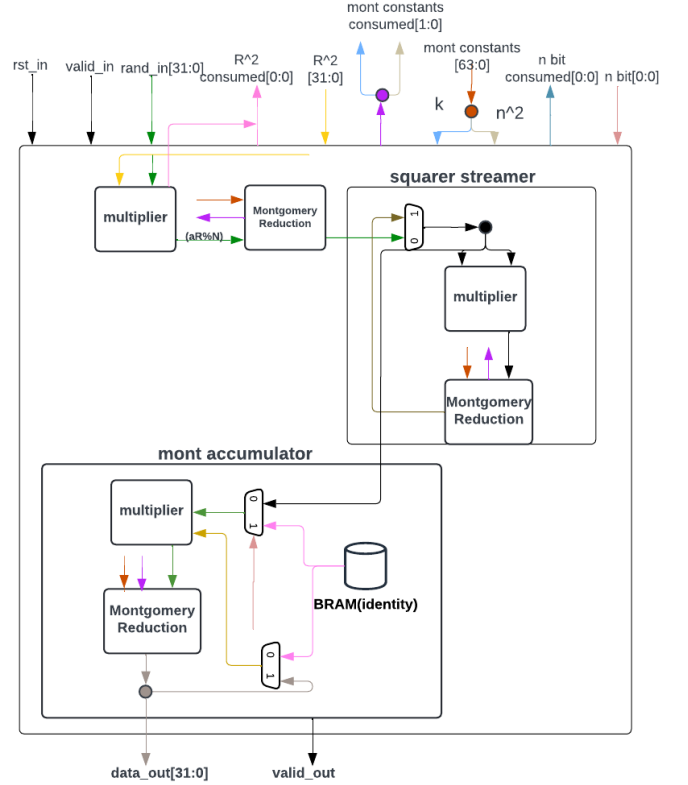 mont constants
consumed[1:0]
rst_in
valid_in
rand_in[31:0]
R^2
consumed[0:0]
R^2
[31:0]
mont constants
[63:0]
k
n^2
n bit
consumed[0:0]
n bit[0:0]
squarer streamer
multiplier
(aR%N)
Montgomery
Reduction
1
0
multiplier
Montgomery
Reduction
mont accumulator
multiplier
0
1
BRAM(identity)
Montgomery
Reduction
0
1
data_out[31:0]
valid_out